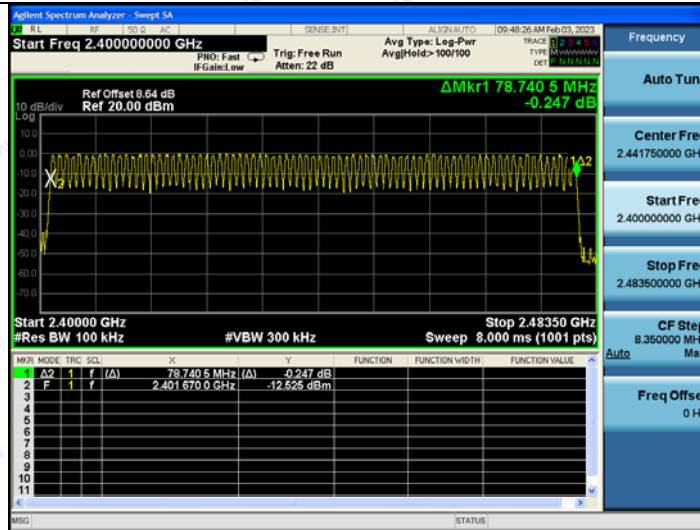 Agilent Spectrum Analyzer - Swept SA
RL RF 50 Ω AC SENSE:INT ALIGN AUTO 09:48:26 AM Feb 03, 2023
Start Freq 2.400000000 GHz
PNO: Fast
IFGain:Low
Trig: Free Run
Atten: 22 dB
Avg Type: Log-Pwr
Avg|Hold:> 100/100
TRACE 1 2 3 4 5 6
TYPE MWWWWW
DET P N N N N N
Ref Offset 8.64 dB
Ref 20.00 dBm
10 dB/div
Log
ΔMkr1 78.740 5 MHz
-0.247 dB
10.0
0.00
-10.0
-20.0
-30.0
-40.0
-50.0
-60.0
-70.0
2
1Δ2
Start 2.40000 GHz
Stop 2.48350 GHz
#Res BW 100 kHz
#VBW 300 kHz
Sweep 8.000 ms (1001 pts)
MKR MODE TRC SCL X Y FUNCTION FUNCTION WIDTH FUNCTION VALUE
1 Δ2 1 f (Δ) 78.740 5 MHz (Δ) -0.247 dB
2 F 1 f 2.401 670 0 GHz -12.525 dBm
3
4
5
6
7
8
9
10
11
MSG
STATUS
Frequency
Auto Tun
Center Fre
2.441750000 GH
Start Fre
2.400000000 GH
Stop Fre
2.483500000 GH
CF Step
8.350000 MH
Auto Ma
Freq Offse
0 H